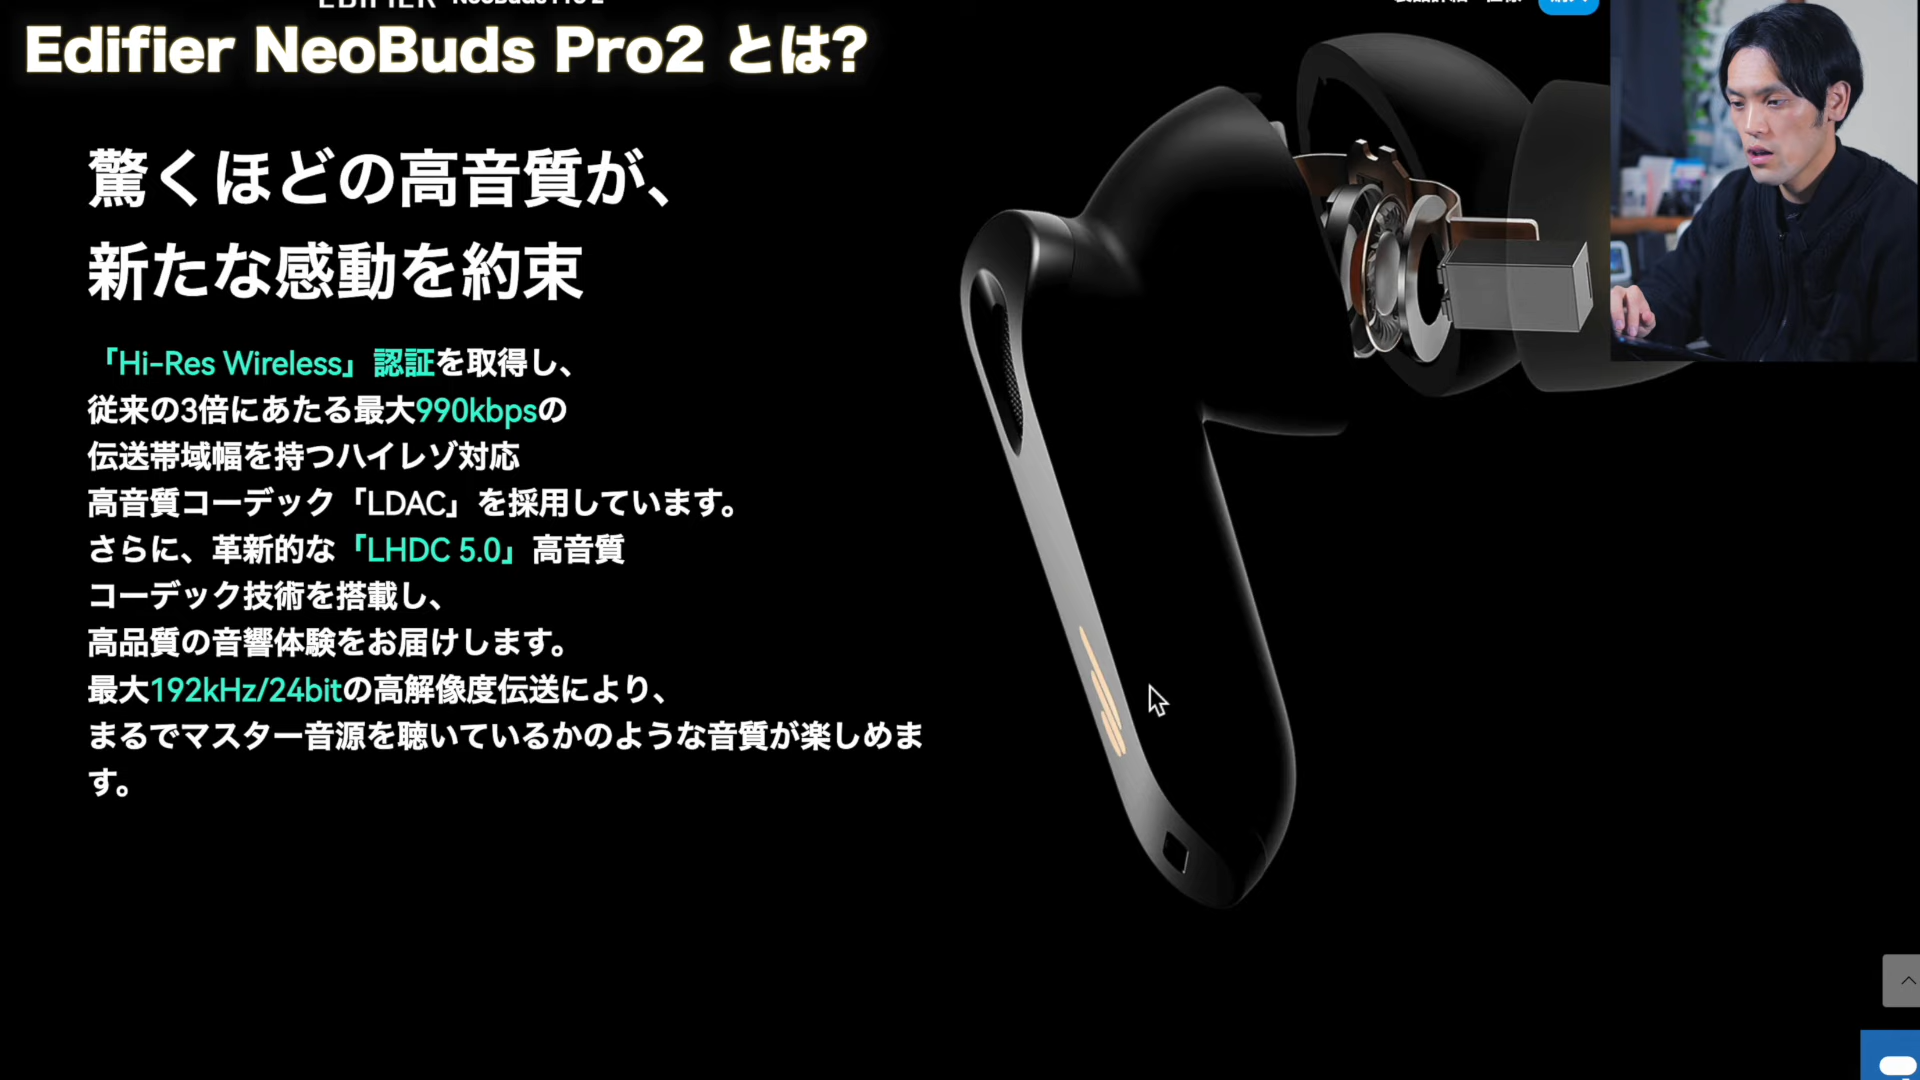 EDIFIER NeoBuds Pro 2
Edifier NeoBuds Pro2 とは?
驚くほどの高音質が、
新たな感動を約束
「Hi-Res Wireless」認証を取得し、
従来の3倍にあたる最大990kbpsの
伝送帯域幅を持つハイレゾ対応
高音質コーデック「LDAC」を採用しています。
さらに、革新的な「LHDC 5.0」高音質
コーデック技術を搭載し、
高品質の音響体験をお届けします。
最大192kHz/24bitの高解像度伝送により、
まるでマスター音源を聴いているかのような音質が楽しめま
す。